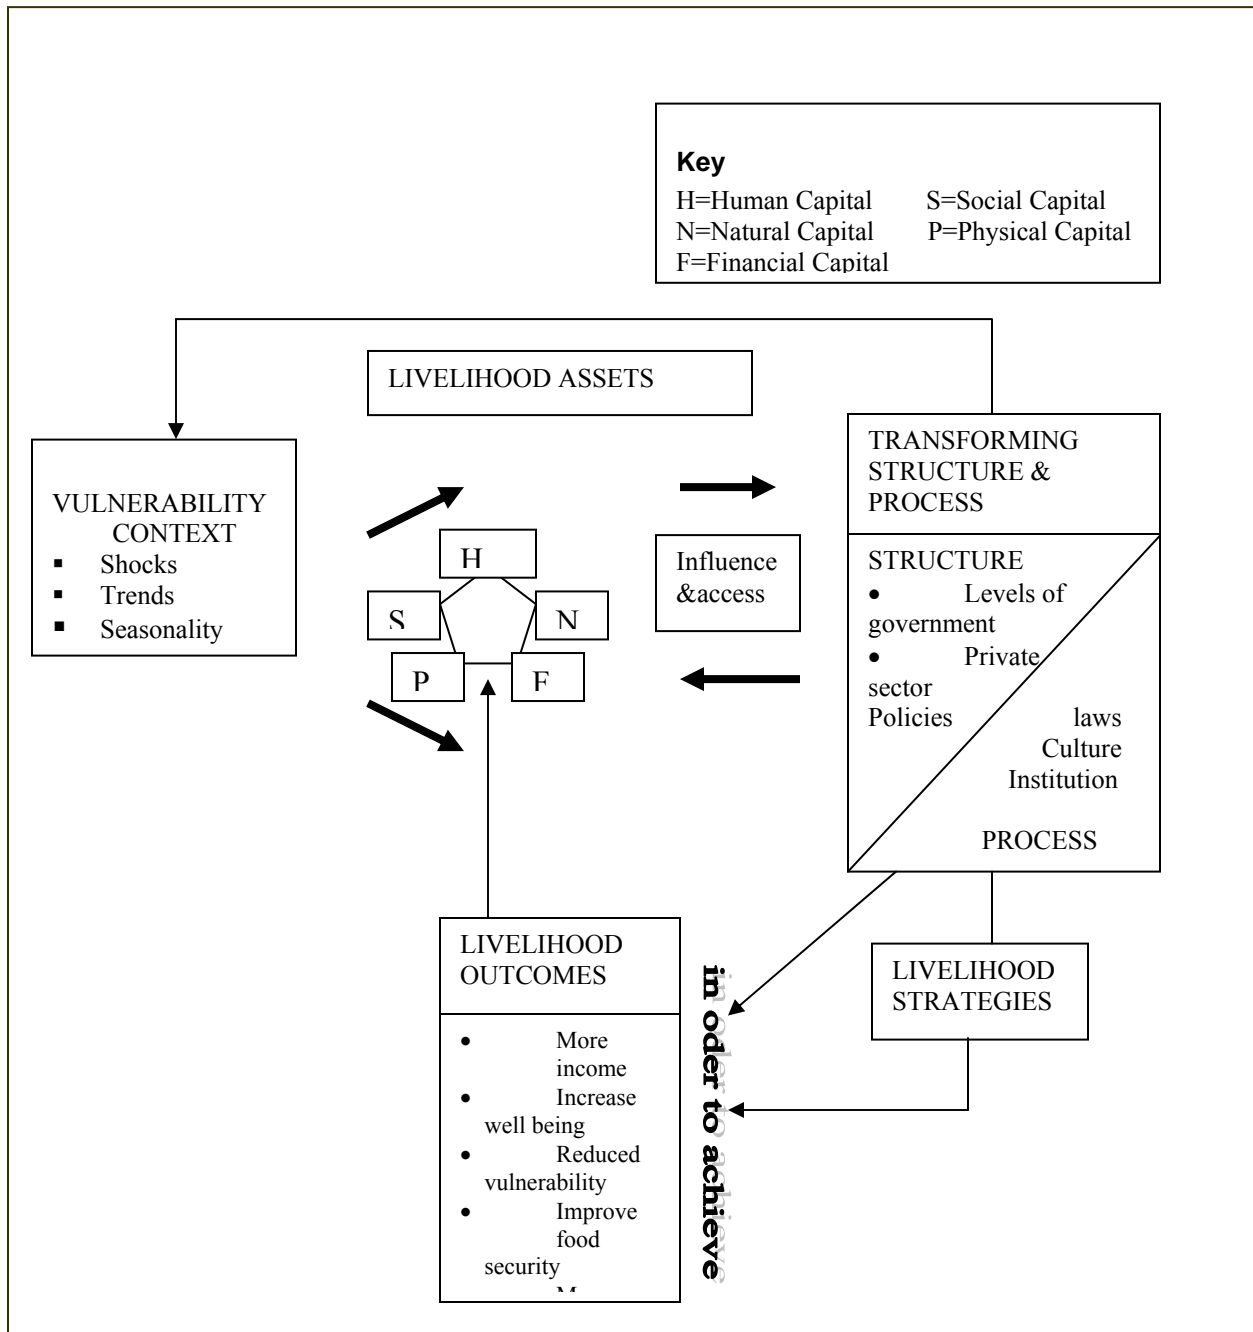 Key
H=Human Capital S=Social Capital
N=Natural Capital P=Physical Capital
F=Financial Capital
LIVELIHOOD ASSETS
VULNERABILITY
CONTEXT
▪ Shocks
▪ Trends
▪ Seasonality
H
S
N
P
F
Influence
&access
TRANSFORMING
STRUCTURE &
PROCESS
STRUCTURE
• Levels of
government
• Private
sector
Policies laws
Culture
Institution
PROCESS
LIVELIHOOD
OUTCOMES
• More
income
• Increase
well being
• Reduced
vulnerability
• Improve
food
security
in oder to achieve
LIVELIHOOD
STRATEGIES